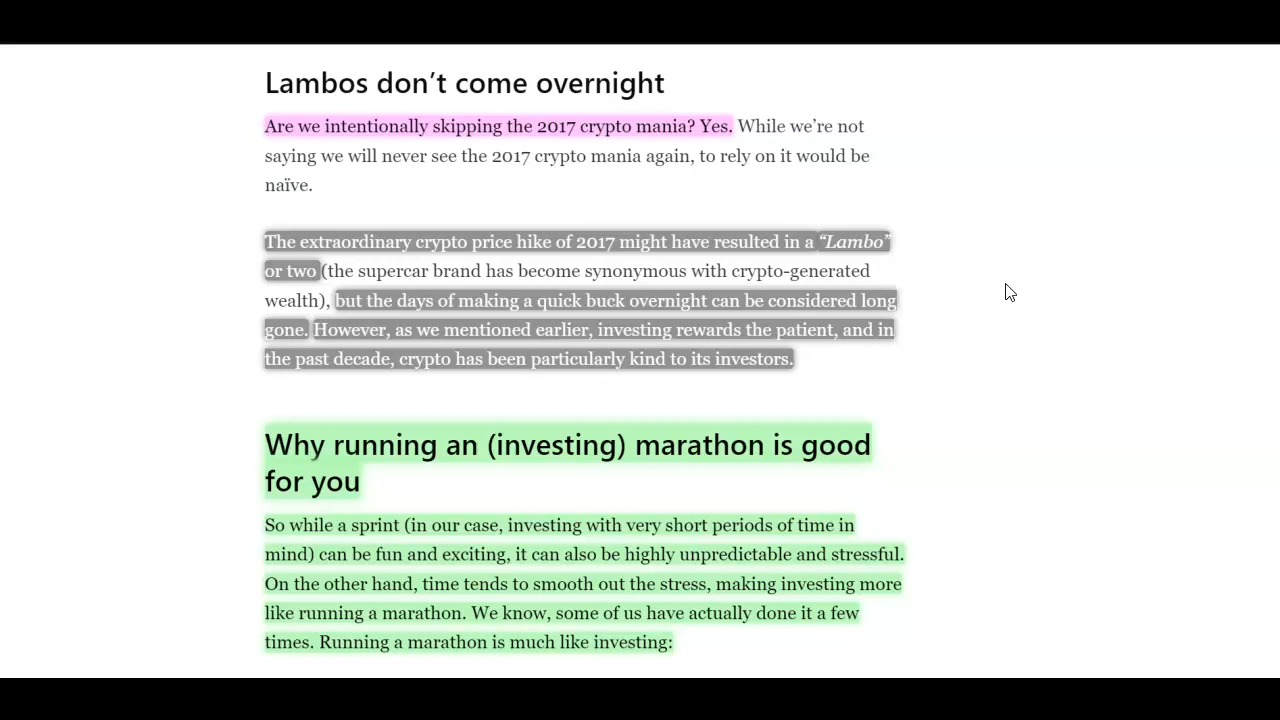 Lambos don’t come overnight
Are we intentionally skipping the 2017 crypto mania? Yes. While we’re not
saying we will never see the 2017 crypto mania again, to rely on it would be
naïve.
The extraordinary crypto price hike of 2017 might have resulted in a “Lambo”
or two (the supercar brand has become synonymous with crypto-generated
wealth), but the days of making a quick buck overnight can be considered long
gone. However, as we mentioned earlier, investing rewards the patient, and in
the past decade, crypto has been particularly kind to its investors.
Why running an (investing) marathon is good
for you
So while a sprint (in our case, investing with very short periods of time in
mind) can be fun and exciting, it can also be highly unpredictable and stressful.
On the other hand, time tends to smooth out the stress, making investing more
like running a marathon. We know, some of us have actually done it a few
times. Running a marathon is much like investing: